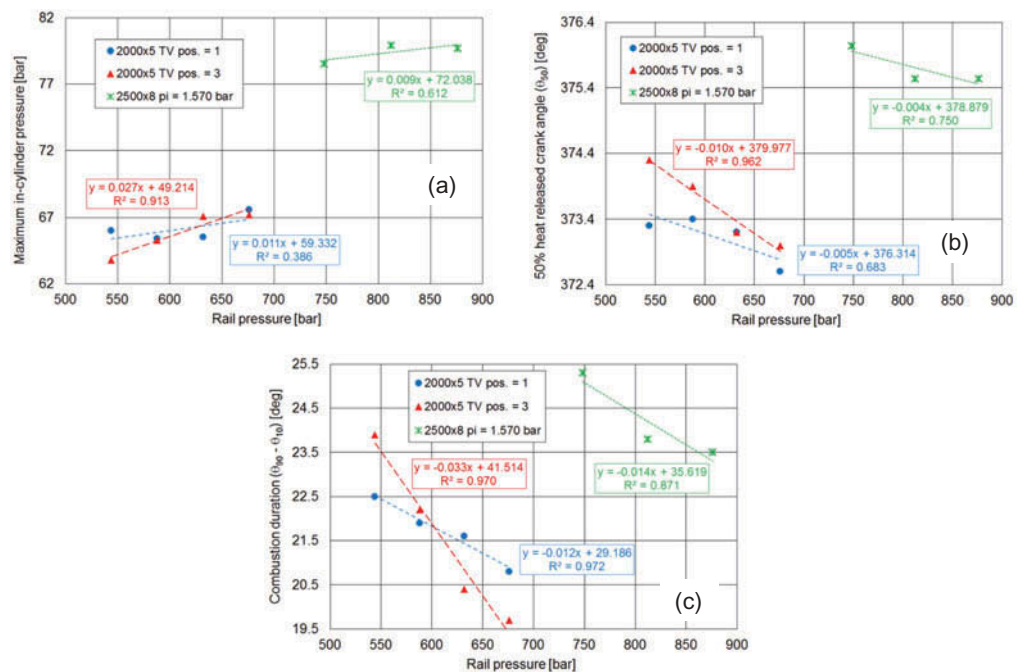 82
77
72
67
62
Maximum in-cylinder pressure [bar]
2000x5 TV pos. = 1
2000x5 TV pos. = 3
2500x8 pi = 1.570 bar
y = 0.009x + 72.038
R² = 0.612
y = 0.027x + 49.214
R² = 0.913
y = 0.011x + 59.332
R² = 0.386
(a)
500 550 600 650 700 750 800 850 900
Rail pressure [bar]
376.4
375.4
374.4
373.4
372.4
50% heat released crank angle (θ50) [deg]
2000x5 TV pos. = 1
2000x5 TV pos. = 3
2500x8 pi = 1.570 bar
y = -0.004x + 378.879
R² = 0.750
y = -0.010x + 379.977
R² = 0.962
y = -0.005x + 376.314
R² = 0.683
(b)
500 550 600 650 700 750 800 850 900
Rail pressure [bar]
25.5
24.5
23.5
22.5
21.5
20.5
19.5
Combustion duration (θ90 - θ10) [deg]
2000x5 TV pos. = 1
2000x5 TV pos. = 3
2500x8 pi = 1.570 bar
y = -0.033x + 41.514
R² = 0.970
y = -0.014x + 35.619
R² = 0.871
y = -0.012x + 29.186
R² = 0.972
(c)
500 550 600 650 700 750 800 850 900
Rail pressure [bar]